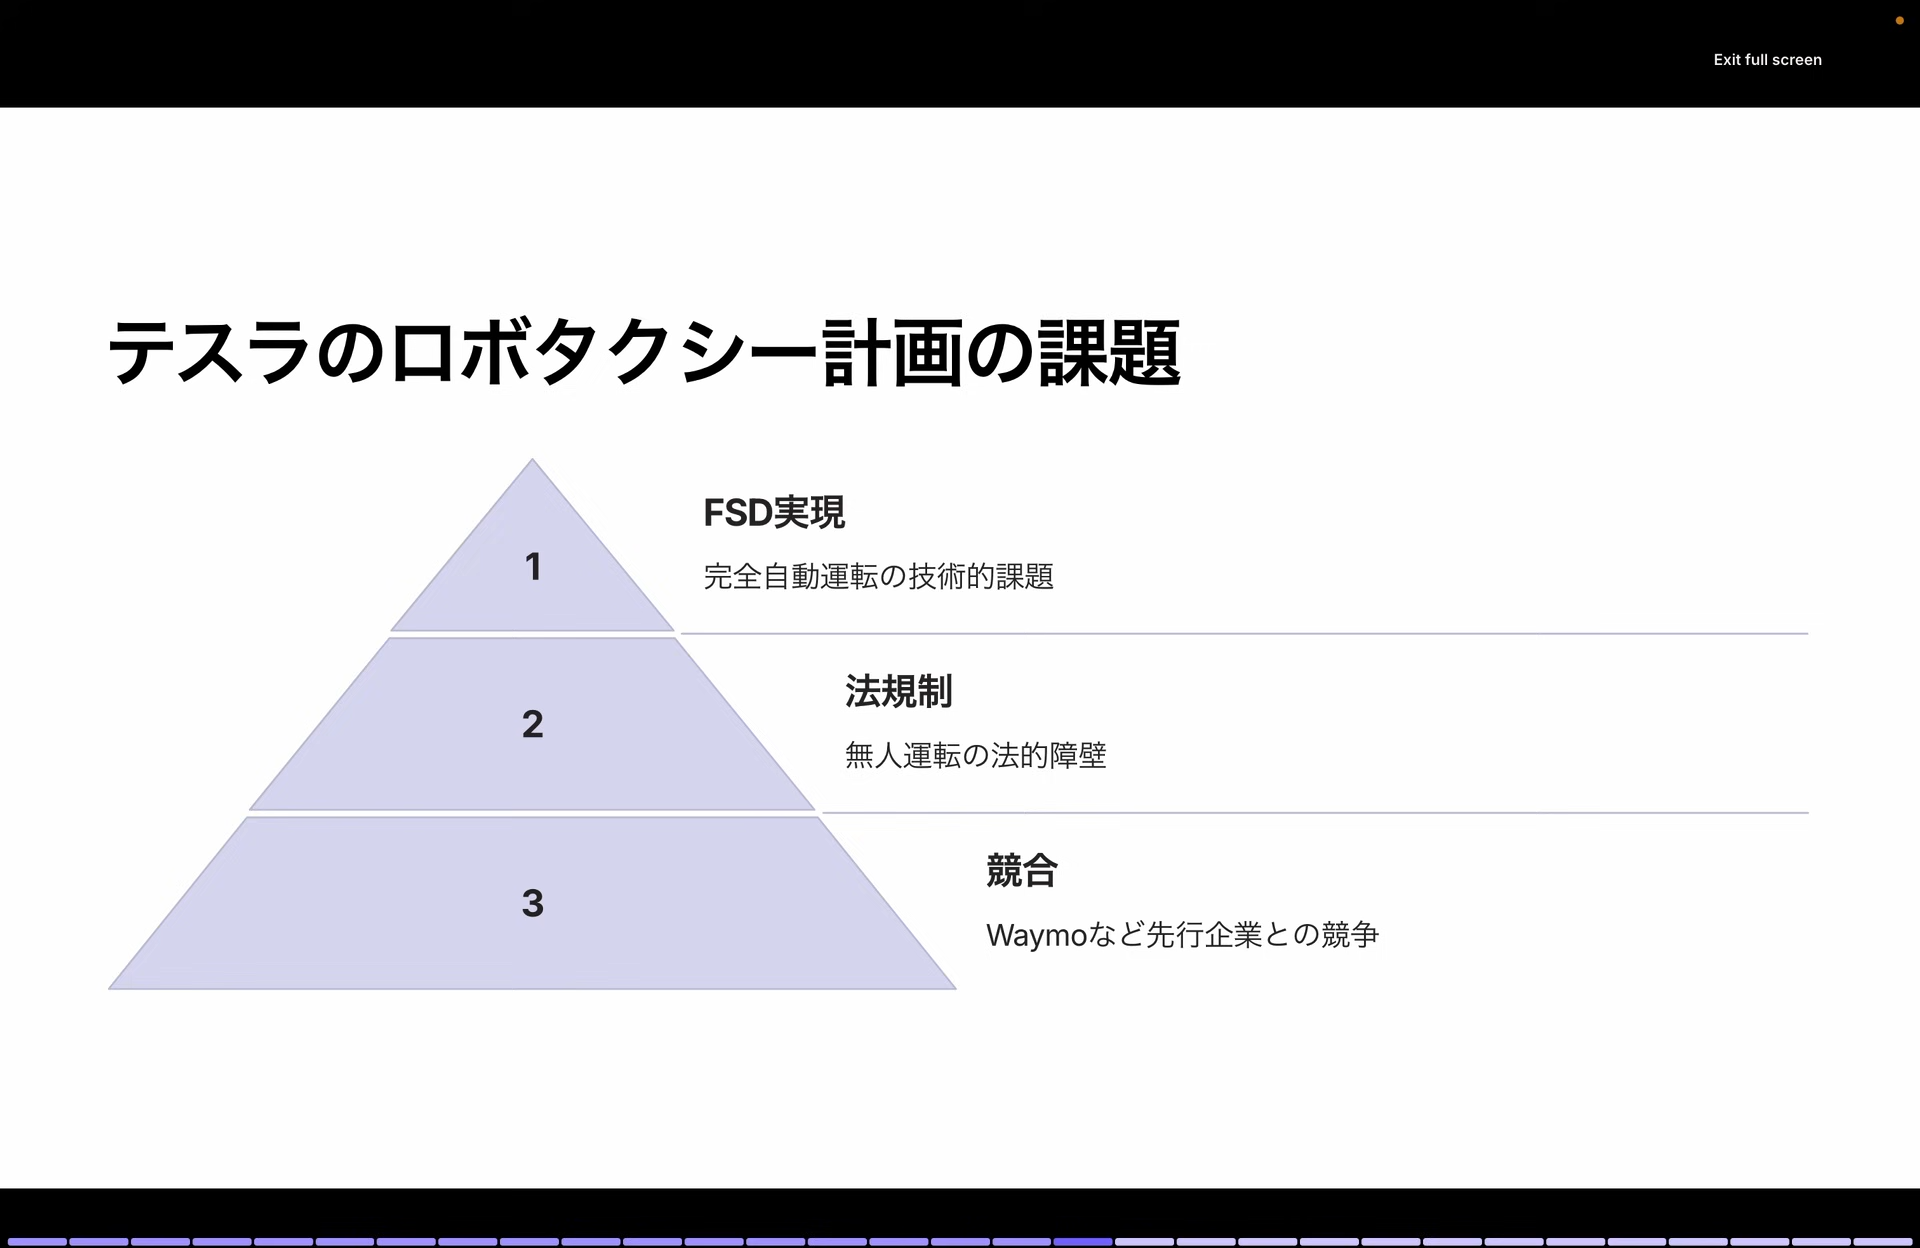 Exit full screen
テスラのロボタクシー計画の課題
1
FSD実現
完全自動運転の技術的課題
2
法規制
無人運転の法的障壁
3
競合
Waymoなど先行企業との競争